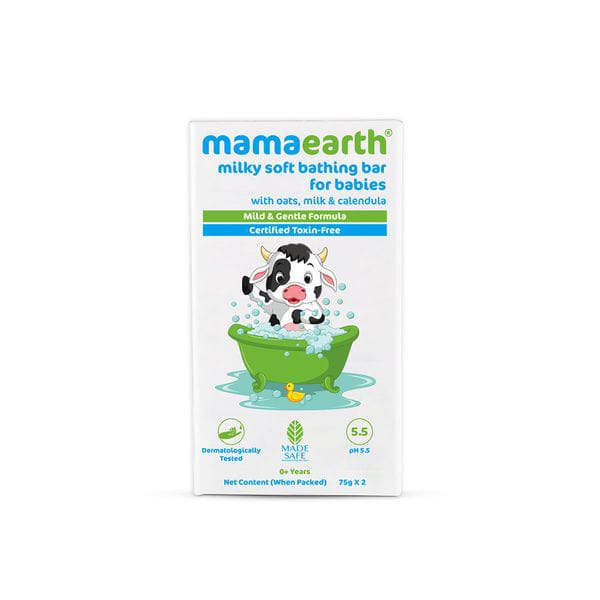 mamaearth®
milky soft bathing bar
for babies
with oats, milk & calendula
Mild & Gentle Formula
Certified Toxin-Free
Dermatologically
Tested
MADE
SAFE
5.5
pH 5.5
0+ Years
Net Content (When Packed) 75g X 2